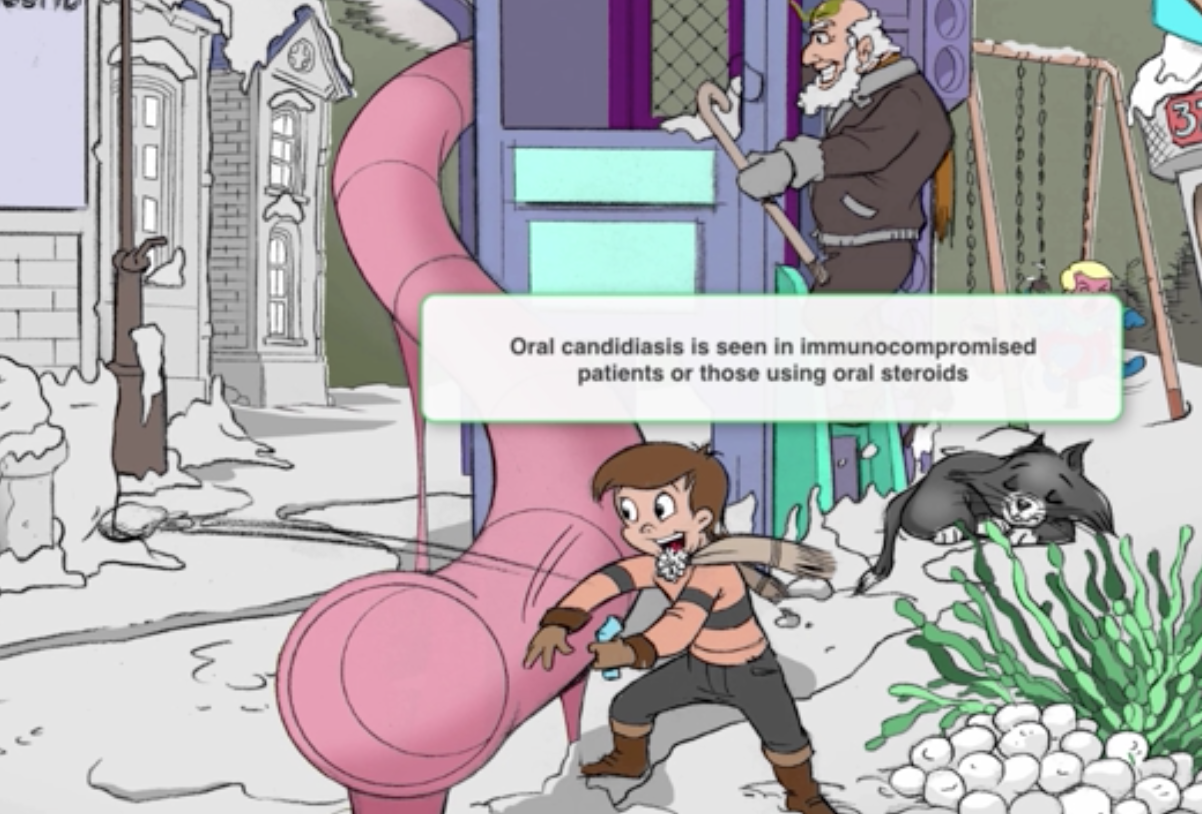 Oral candidiasis is seen in immunocompromised
patients or those using oral steroids